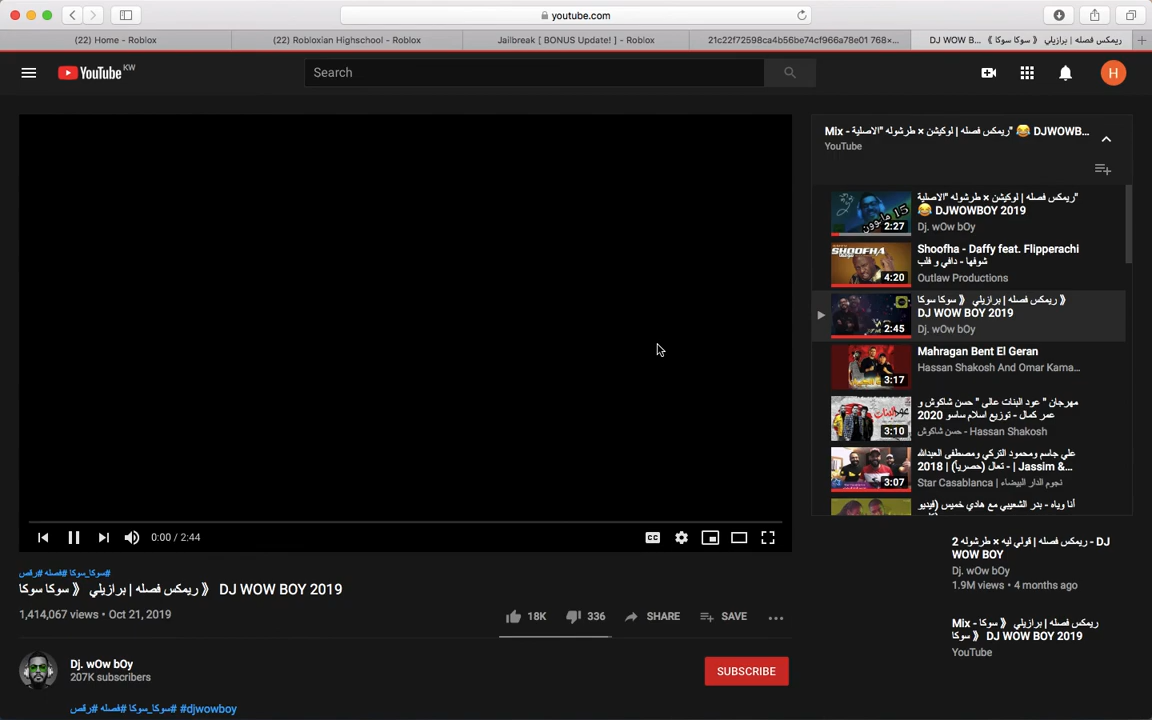 youtube.com
(22) Home - Roblox
(22) Robloxian Highschool - Roblox
Jailbreak [ BONUS Update! ] - Roblox
21c22f72598ca4b56be74cf966a78e01 768×...
ريمكس فصله | برازيلي 《 سوكا سوكا 》 DJ WOW B...
YouTube KW
Search
H
Mix - ريمكس فصله | لوكيشن × طرشوله "الاصلية" 😂 DJWOWB...
YouTube
15 مليون
2:27
ريمكس فصله | لوكيشن × طرشوله "الاصلية"
😂 DJWOWBOY 2019
Dj. wOw bOy
SHOOFHA
4:20
Shoofha - Daffy feat. Flipperachi
شوفها - دافي و فلب
Outlaw Productions
2:45
ريمكس فصله | برازيلي 《 سوكا سوكا 》
DJ WOW BOY 2019
Dj. wOw bOy
3:17
Mahragan Bent El Geran
Hassan Shakosh And Omar Kama...
3:10
مهرجان " عود البنات عالى " حسن شاكوش و
عمر كمال - توزيع اسلام ساسو 2020
حسن شاكوش - Hassan Shakosh
3:07
علي جاسم ومحمود التركي ومصطفى العبدالله
- تعال (حصريا) | 2018 | Jassim &...
Star Casablanca | نجوم الدار البيضاء
أنا وياه - بدر الشعيبي مع هادي خميس (فيديو
0:00 / 2:44
CC
#سوكا_سوكا #فصله #رقص
ريمكس فصله | برازيلي 《 سوكا سوكا 》 DJ WOW BOY 2019
1,414,067 views • Oct 21, 2019
18K
336
SHARE
SAVE
Dj. wOw bOy
207K subscribers
SUBSCRIBE
#سوكا_سوكا #فصله #رقص #djwowboy
ريمكس فصله | قولي ليه × طرشوله 2 - DJ
WOW BOY
Dj. wOw bOy
1.9M views • 4 months ago
Mix - ريمكس فصله | برازيلي 《 سوكا
سوكا 》 DJ WOW BOY 2019
YouTube